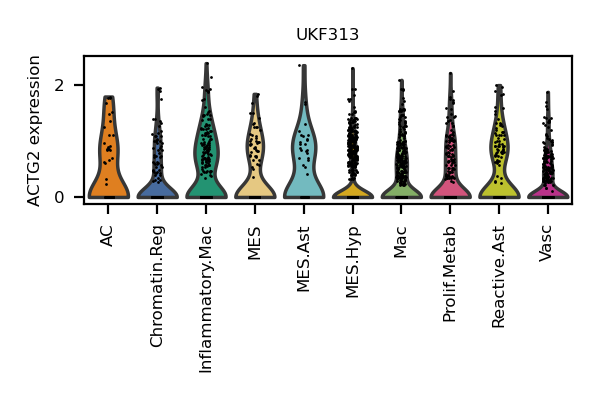 UKF313
ACTG2 expression
2
0
AC
Chromatin.Reg
Inflammatory.Mac
MES
MES.Ast
MES.Hyp
Mac
Prolif.Metab
Reactive.Ast
Vasc